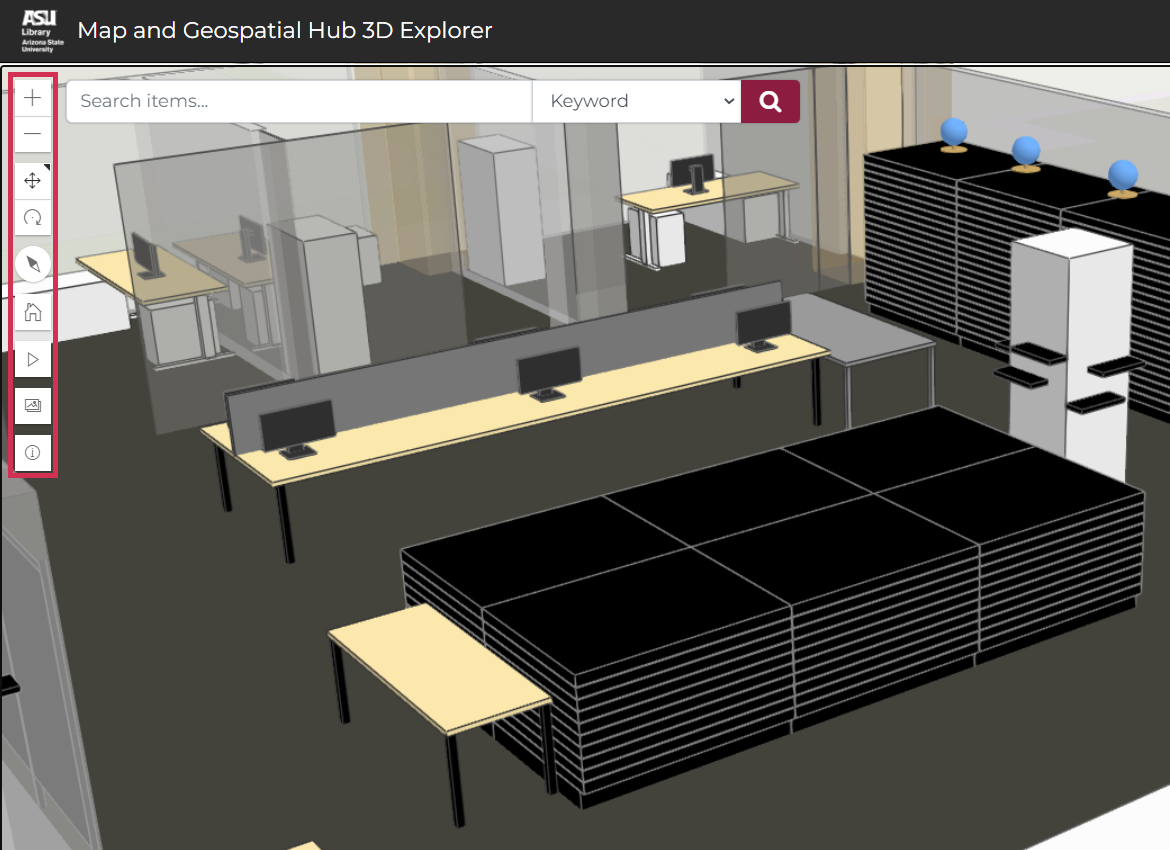 ASU
Library
Arizona State
University
Map and Geospatial Hub 3D Explorer
Search items...
Keyword